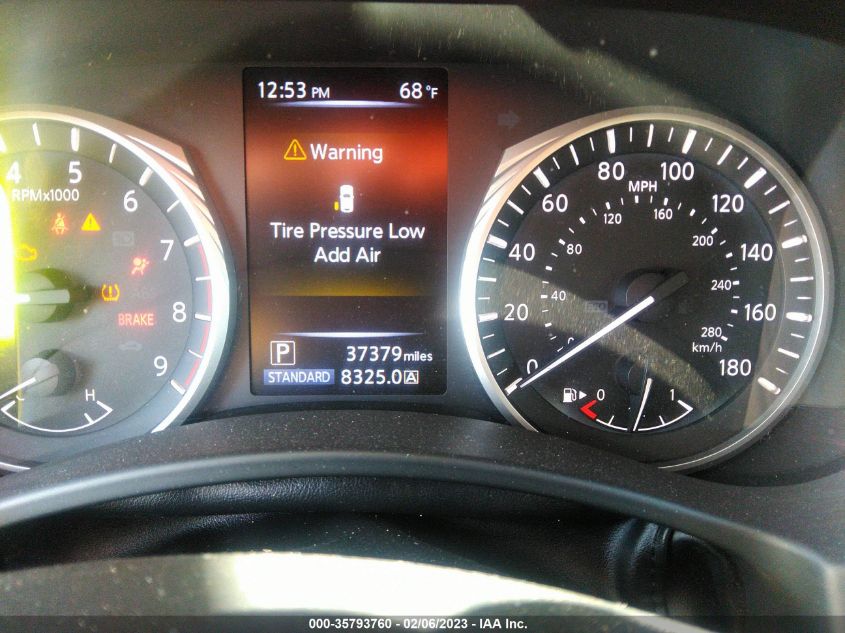 12:53 PM 68 °F
Warning
Tire Pressure Low
Add Air
P 37379 miles
STANDARD 8325.0 A
4 5 6 7 8 9
RPMx1000
BRAKE
C H
0 20 40 60 80 100 120 140 160 180
MPH
0 40 80 120 160 200 240 280
km/h
0 1
000-35793760 - 02/06/2023 - IAA Inc.